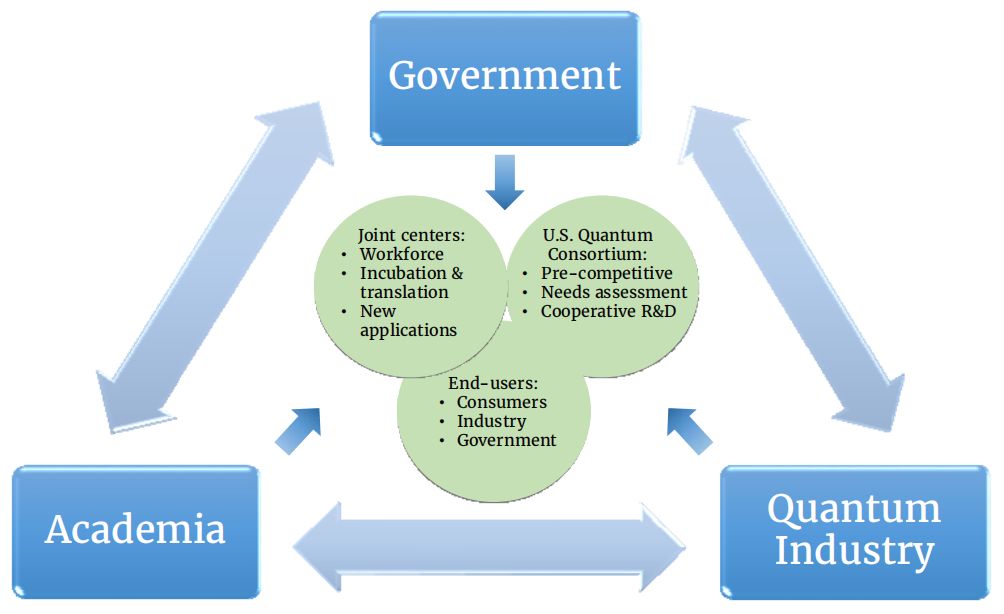 Government
Joint centers:
• Workforce
• Incubation &
translation
• New
applications
U.S. Quantum
Consortium:
• Pre-competitive
• Needs assessment
• Cooperative R&D
End-users:
• Consumers
• Industry
• Government
Academia
Quantum
Industry